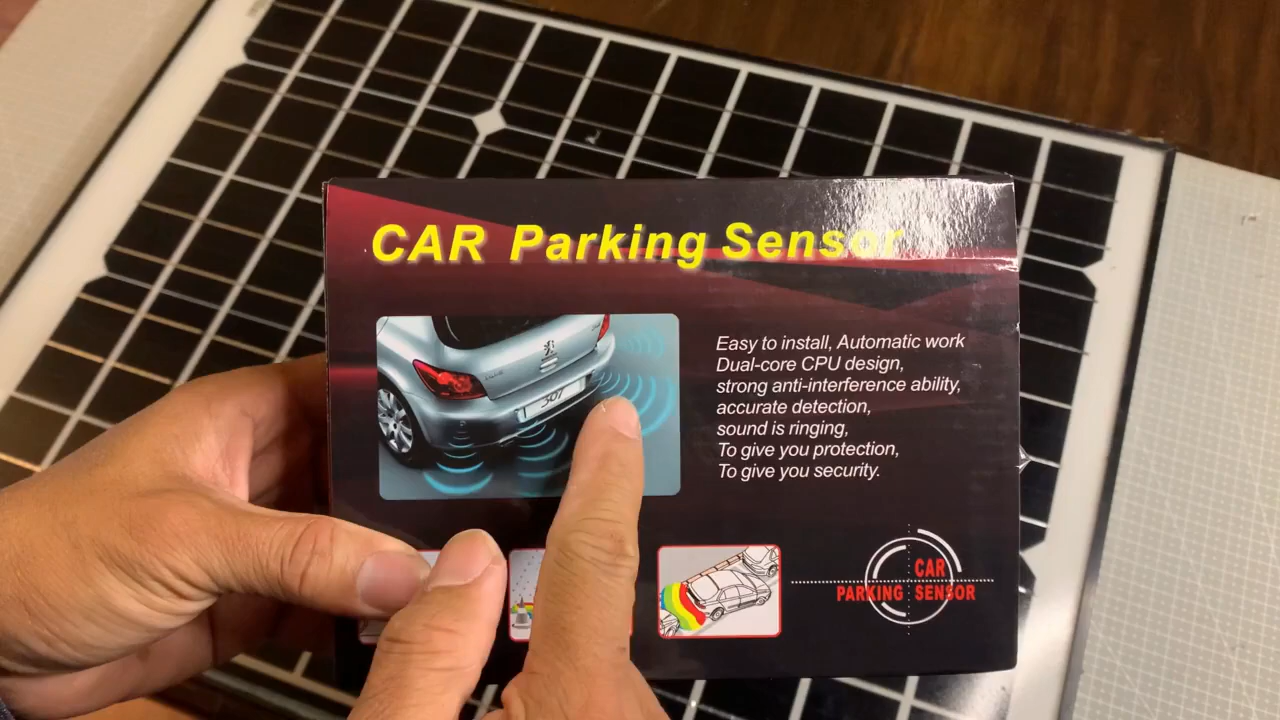 CAR Parking Sensor
307
Easy to install, Automatic work
Dual-core CPU design,
strong anti-interference ability,
accurate detection,
sound is ringing,
To give you protection,
To give you security.
CAR
PARKING SENSOR